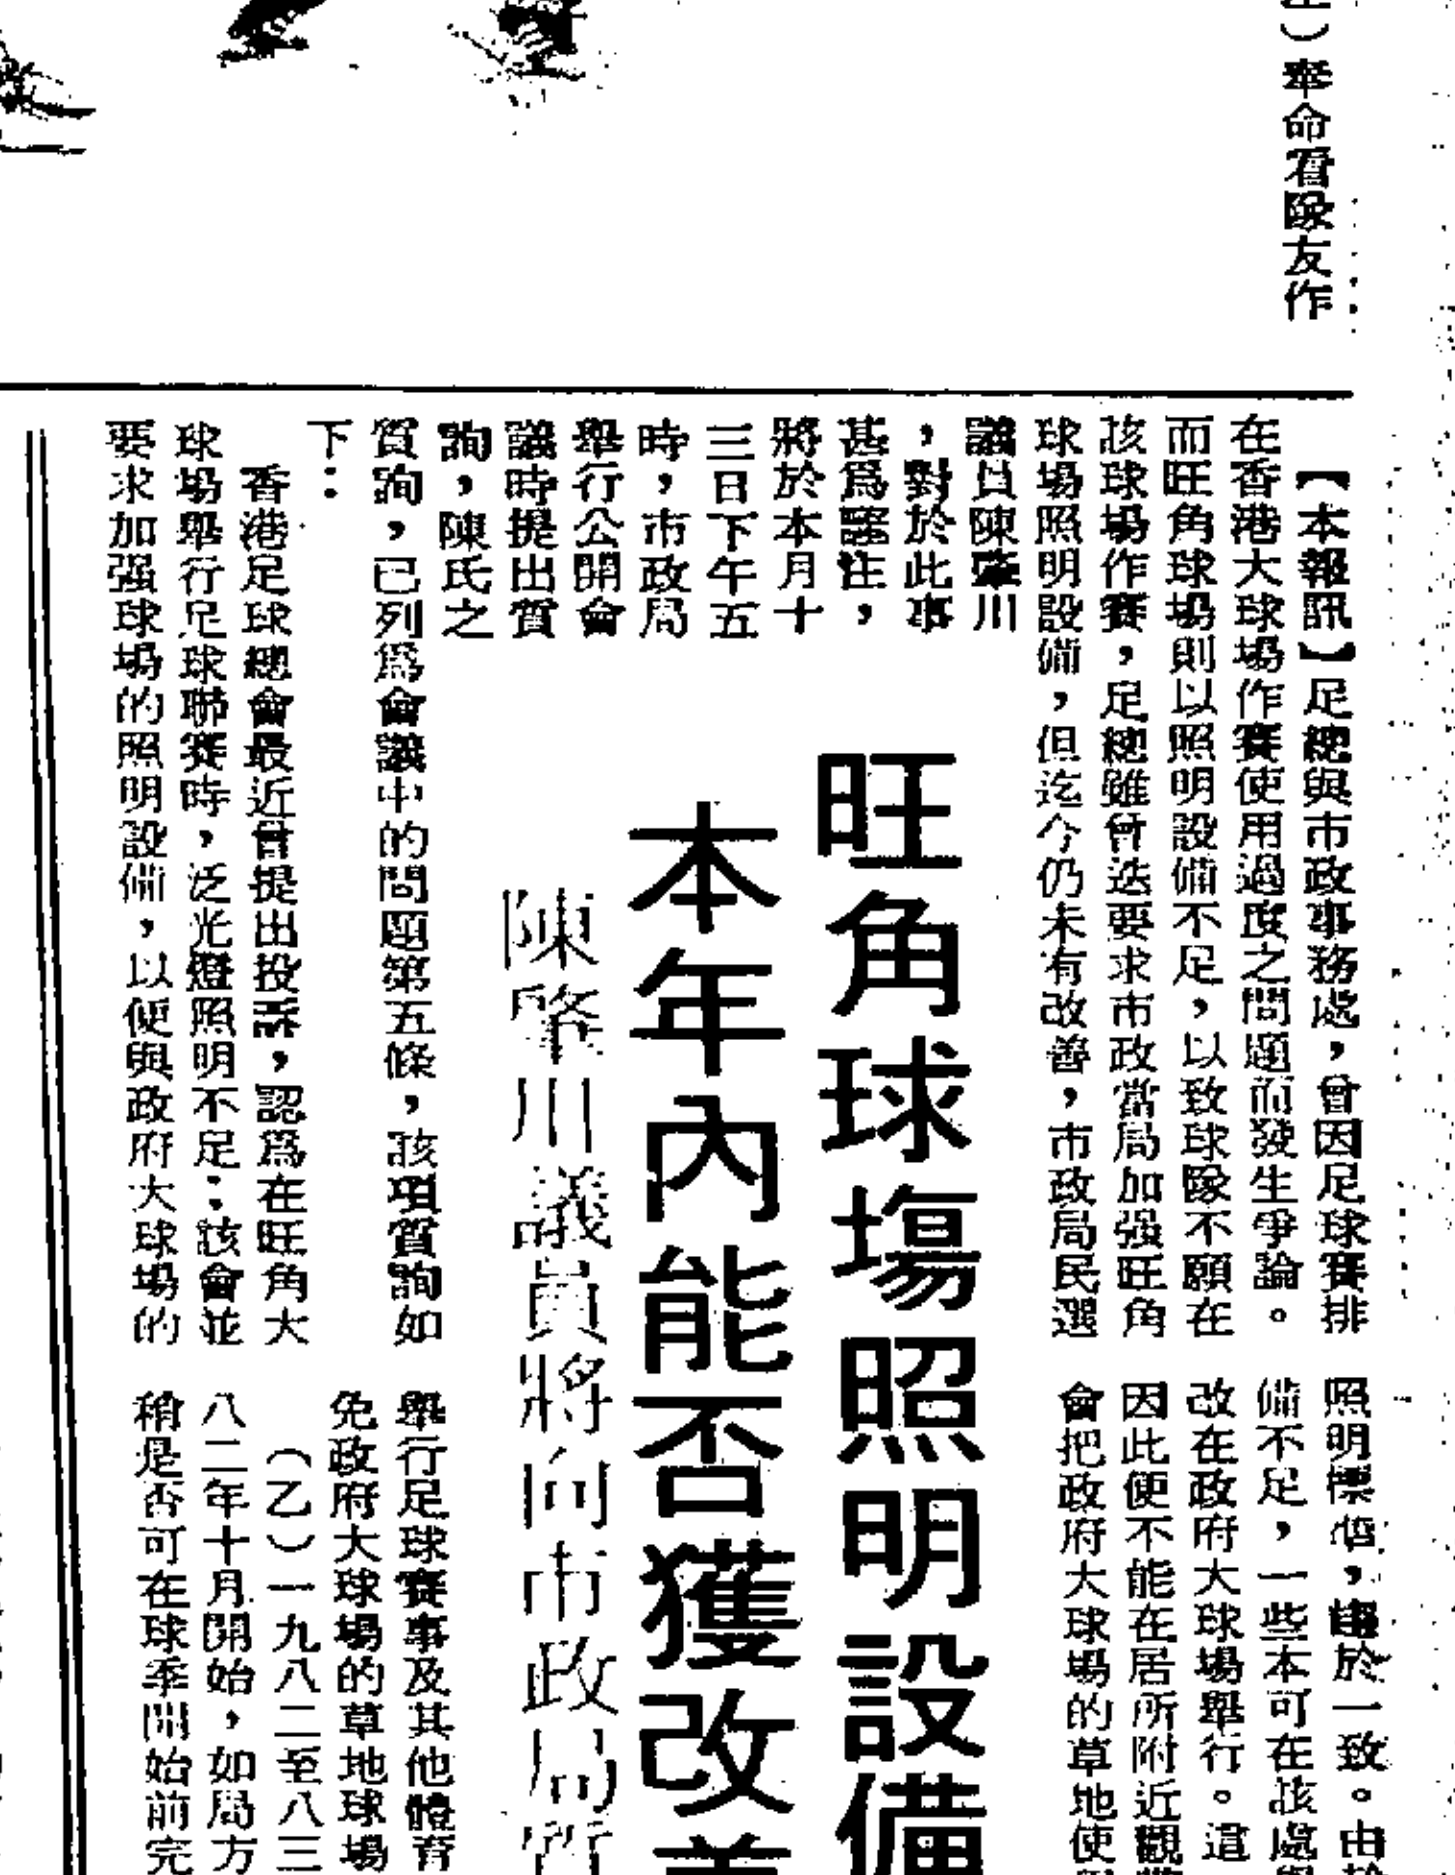 ）奉命看隊友作
旺角球場照明設備
本年內能否獲改善
陳肇川議員將向市政局質
【本報訊】足總與市政事務處，曾因足球賽排
在香港大球場作賽使用過度之問題而發生爭論。
而旺角球場則以照明設備不足，以致球隊不願在
該球場作賽，足總雖曾迭要求市政當局加强旺角
球場照明設備，但迄今仍未有改善，市政局民選
議員陳肇川
，對於此事
甚爲關注，
將於本月十
三日下午五
時，市政局
舉行公開會
議時提出質
詢，陳氏之
質詢，已列爲會議中的問題第五條，該項質詢如
下：
香港足球總會最近曾提出投訴，認爲在旺角大
球場舉行足球聯賽時，泛光燈照明不足；該會並
要求加强球場的照明設備，以便與政府大球場的
照明標準，趨於一致。由
備不足，一些本可在該處
改在政府大球場舉行。這
因此便不能在居所附近觀
會把政府大球場的草地使
舉行足球賽事及其他體育
免政府大球場的草地球場
（乙）一九八二至八三
八二年十月開始，如局方
稍是否可在球季開始前完